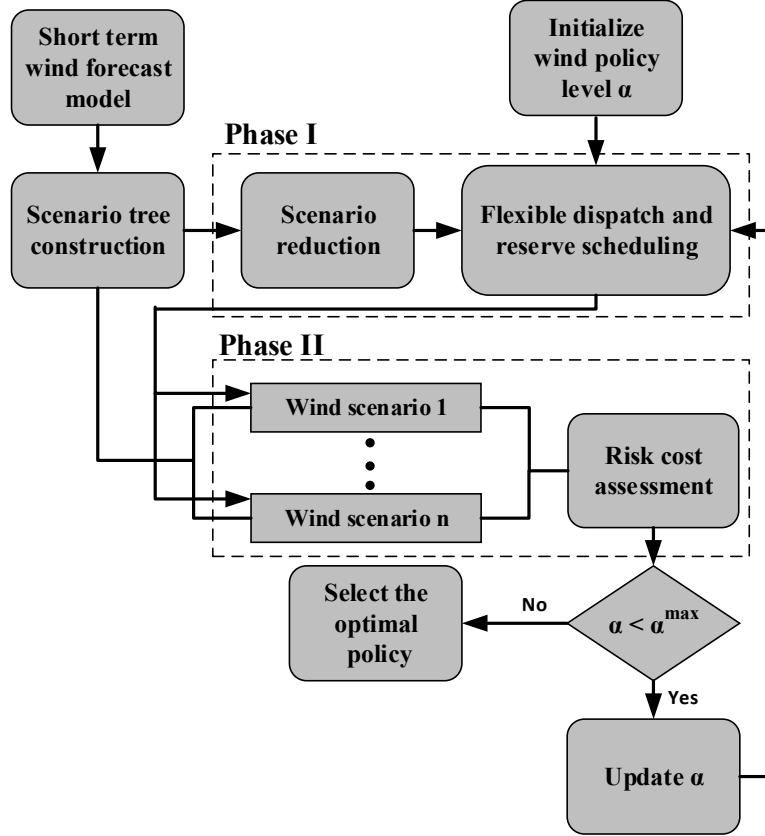 Short term
wind forecast
model
Initialize
wind policy
level α
Phase I
Scenario tree
construction
Scenario
reduction
Flexible dispatch and
reserve scheduling
Phase II
Wind scenario 1
Wind scenario n
Risk cost
assessment
Select the
optimal
policy
No
α < α^max
Yes
Update α